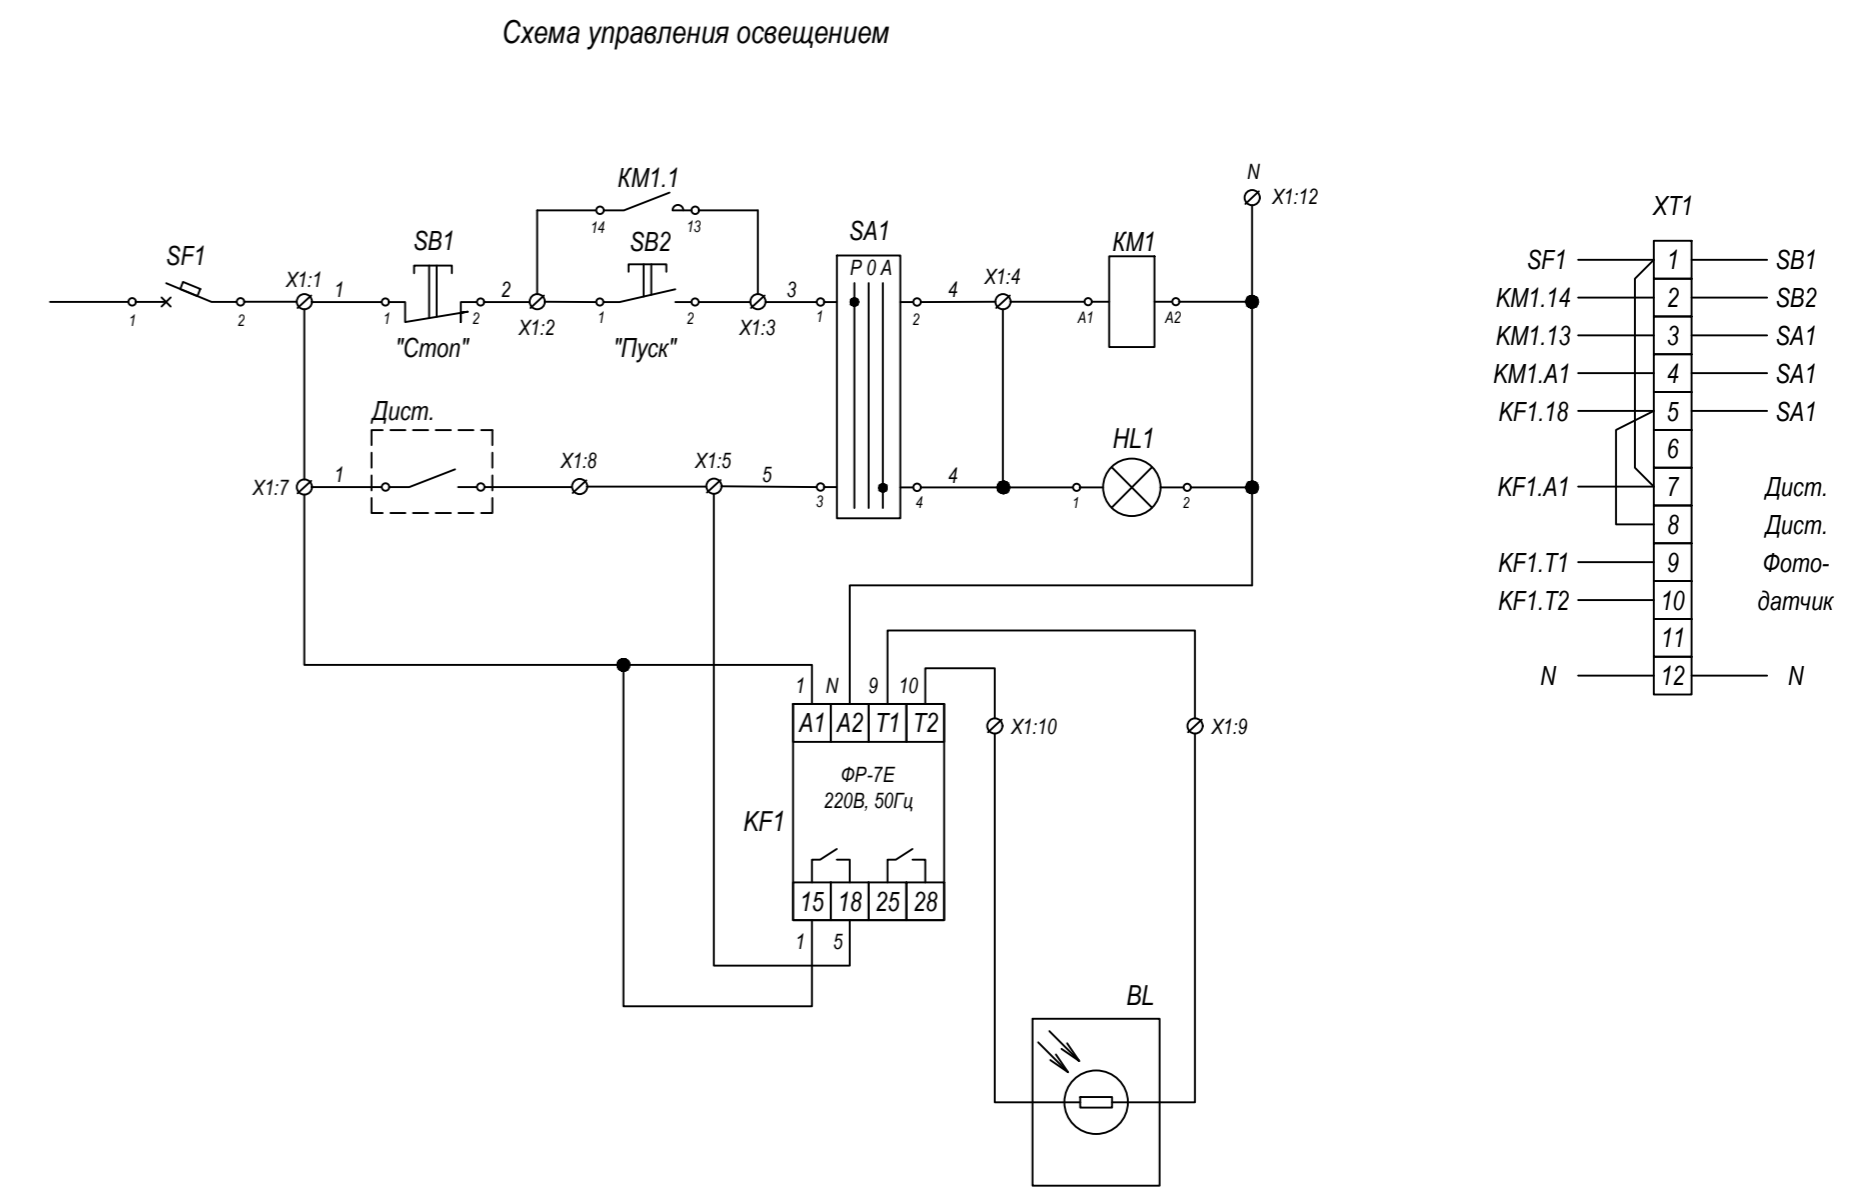 Схема управления освещением
N
X1:12
KM1.1
14
13
SF1
1
2
X1:1
1
SB1
1
2
"Стоп"
2
X1:2
SB2
1
2
"Пуск"
X1:3
3
SA1
P 0 A
1
2
4
X1:4
KM1
A1
A2
X1:7
1
Дист.
X1:8
X1:5
5
3
4
4
HL1
1
2
1
N
9
10
A1
A2
T1
T2
ФР-7Е
220В, 50Гц
KF1
15
18
25
28
1
5
X1:10
X1:9
BL
XT1
SF1 1 SB1
KM1.14 2 SB2
KM1.13 3 SA1
KM1.A1 4 SA1
KF1.18 5 SA1
6
KF1.A1 7 Дист.
8 Дист.
KF1.T1 9 Фото-
KF1.T2 10 датчик
11
N 12 N